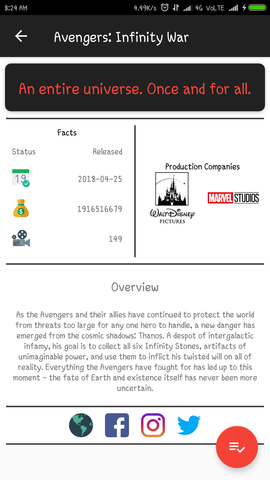 8:29 AM 4.49K/s 4G VoLTE
Avengers: Infinity War
An entire universe. Once and for all.
Facts
Status Released
19 2018-04-25
1916516679
149
Production Companies
WALT DISNEY
PICTURES
MARVEL STUDIOS
Overview
As the Avengers and their allies have continued to protect the world
from threats too large for any one hero to handle, a new danger has
emerged from the cosmic shadows: Thanos. A despot of intergalactic
infamy, his goal is to collect all six Infinity Stones, artifacts of
unimaginable power, and use them to inflict his twisted will on all of
reality. Everything the Avengers have fought for has led up to this
moment - the fate of Earth and existence itself has never been more
uncertain.